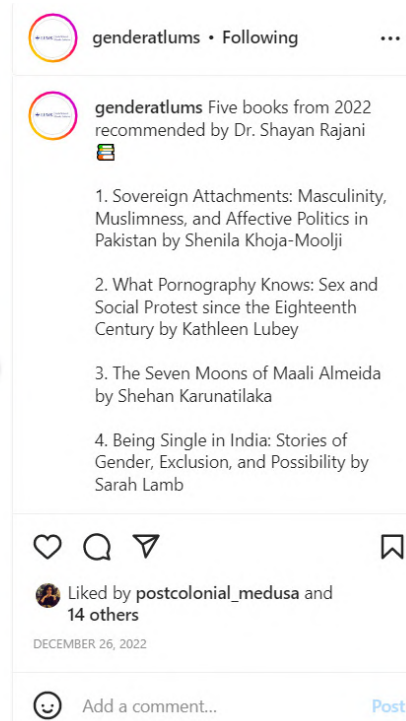 genderatlums • Following
genderatlums Five books from 2022
recommended by Dr. Shayan Rajani
1. Sovereign Attachments: Masculinity,
Muslimness, and Affective Politics in
Pakistan by Shenila Khoja-Moolji
2. What Pornography Knows: Sex and
Social Protest since the Eighteenth
Century by Kathleen Lubey
3. The Seven Moons of Maali Almeida
by Shehan Karunatilaka
4. Being Single in India: Stories of
Gender, Exclusion, and Possibility by
Sarah Lamb
Liked by postcolonial_medusa and
14 others
DECEMBER 26, 2022
Add a comment...
Post